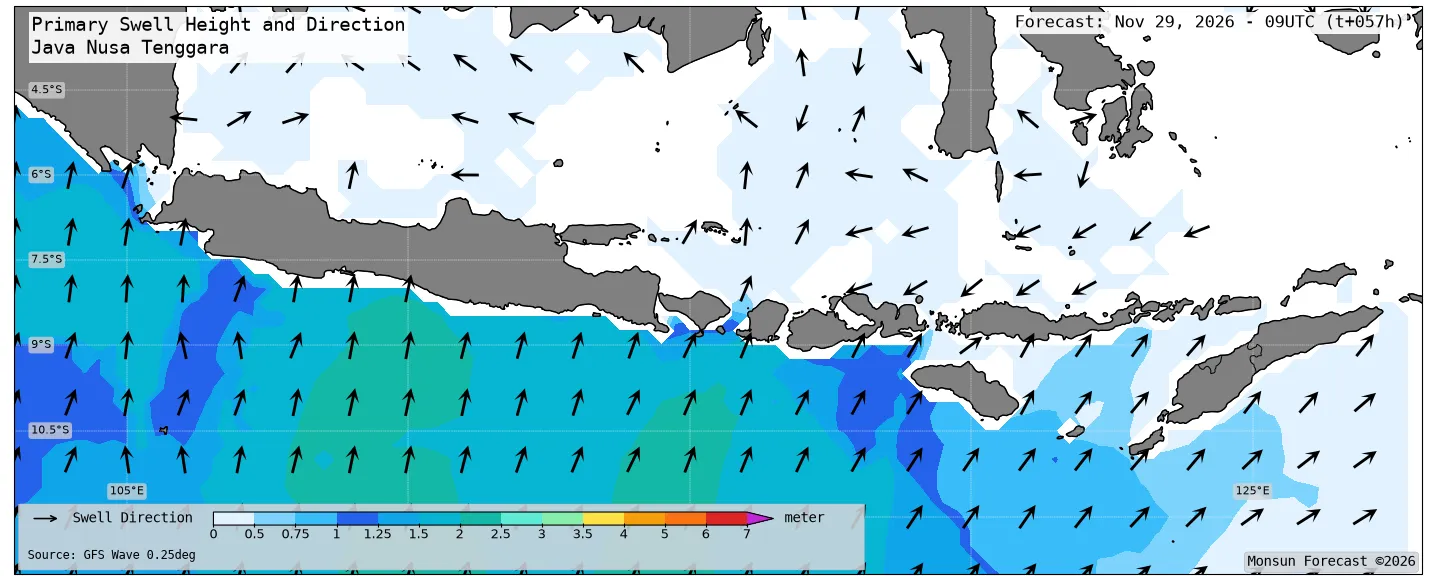 Primary Swell Height and Direction
Java Nusa Tenggara
Forecast: Nov 29, 2026 - 09UTC (t+057h)
4.5°S
6°S
7.5°S
9°S
10.5°S
105°E
125°E
Swell Direction
0 0.5 0.75 1 1.25 1.5 2 2.5 3 3.5 4 5 6 7
meter
Source: GFS Wave 0.25deg
Monsun Forecast ©2026